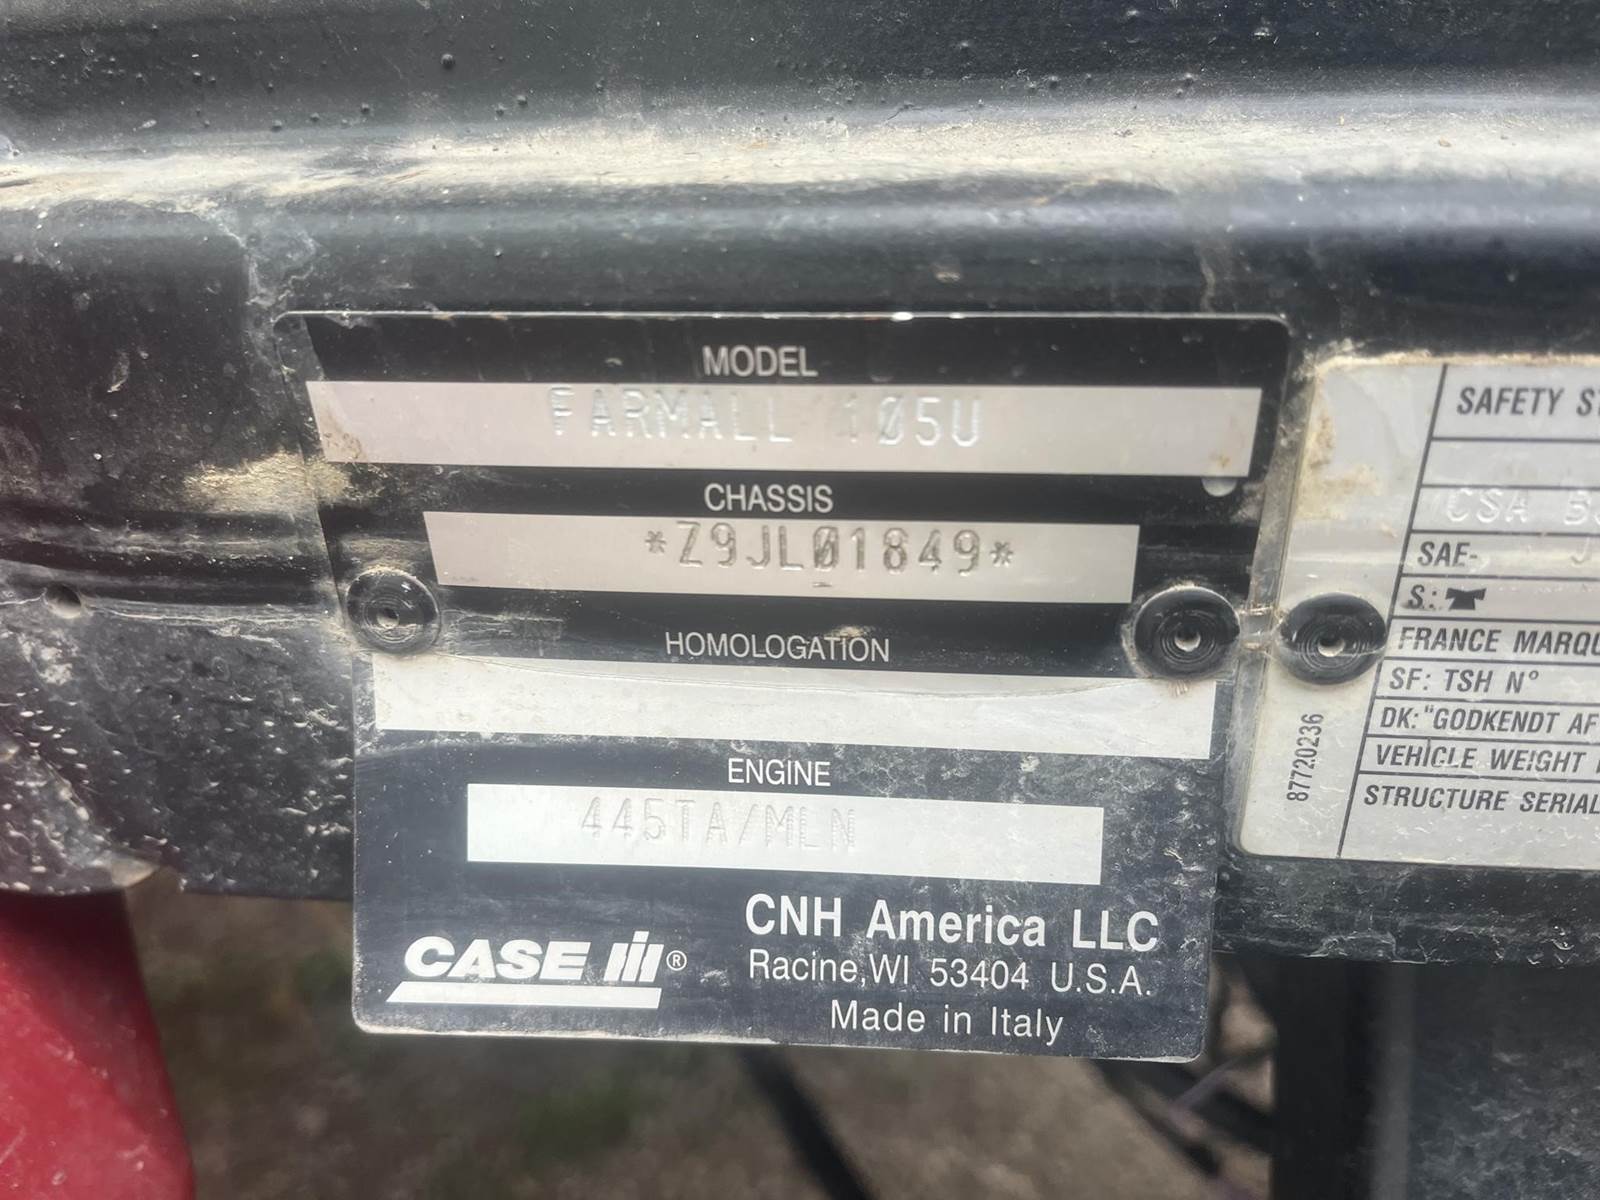 MODEL
FARMALL 105U
CHASSIS
*Z9JL01849*
HOMOLOGATION
ENGINE
445TA/MLN
CASE IH®
CNH America LLC
Racine, WI 53404 U.S.A.
Made in Italy
SAFETY
CSA
SAE- J
S:
FRANCE MARQU
SF: TSH N°
DK: "GODKENDT AF
VEHICLE WEIGHT
STRUCTURE SERIAL
87720236